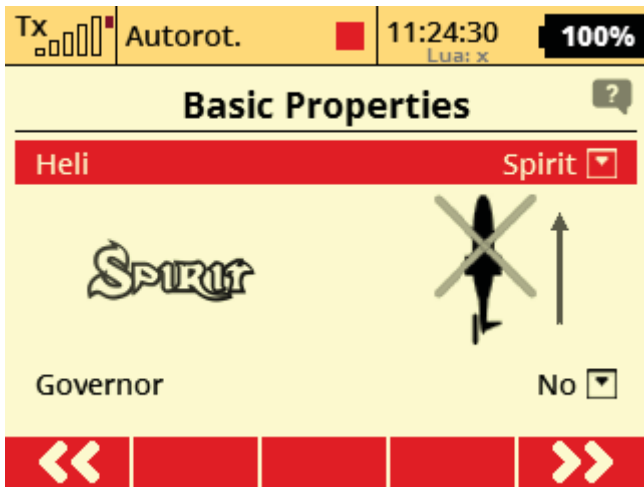 Tx Autorot. 11:24:30 100%
Lua: x
Basic Properties ?
Heli Spirit
SPIRIT
Governor No